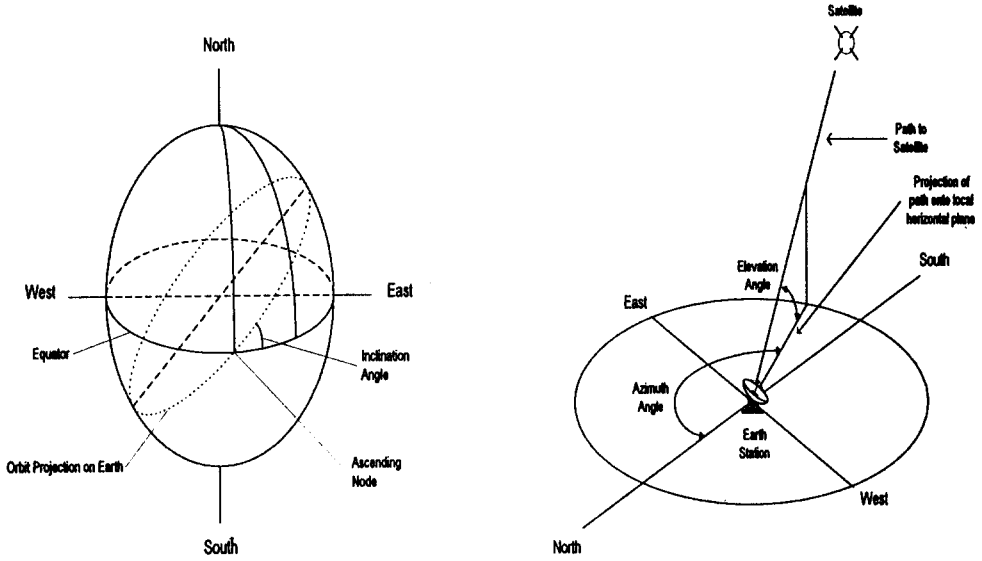 North
West
East
Equator
Inclination
Angle
Orbit Projection on Earth
Ascending
Node
South
Satellite
Path to
Satellite
Projection of
path onto local
horizontal plane
South
Elevation
Angle
East
Azimuth
Angle
Earth
Station
West
North